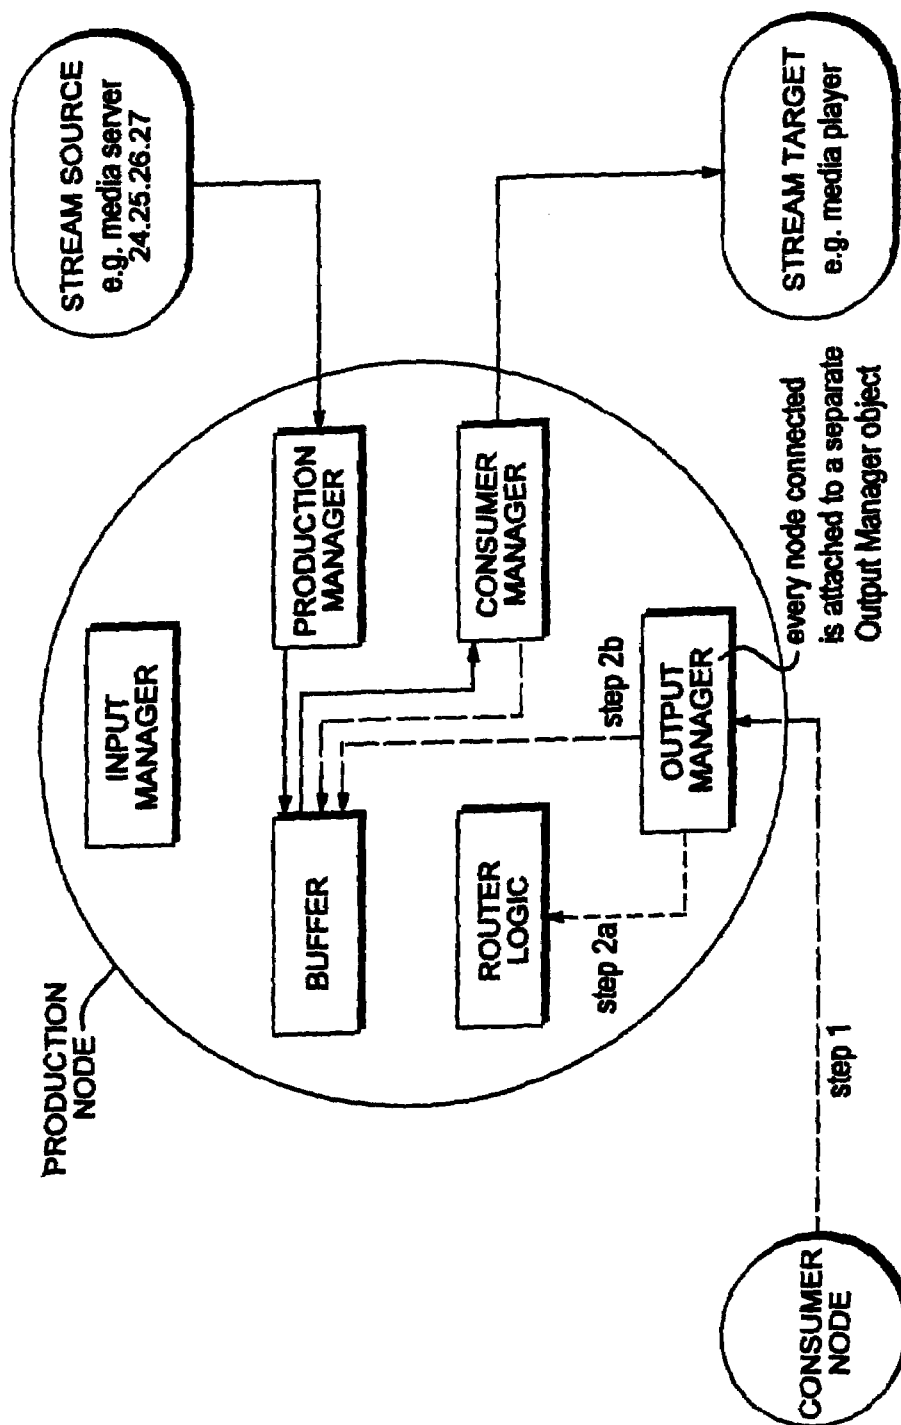 PRODUCTION
NODE
INPUT
MANAGER
STREAM SOURCE
e.g. media server
24.25.26.27
BUFFER
PRODUCTION
MANAGER
ROUTER
LOGIC
CONSUMER
MANAGER
step 2a
step 2b
OUTPUT
MANAGER
every node connected
is attached to a separate
Output Manager object
STREAM TARGET
e.g. media player
step 1
CONSUMER
NODE